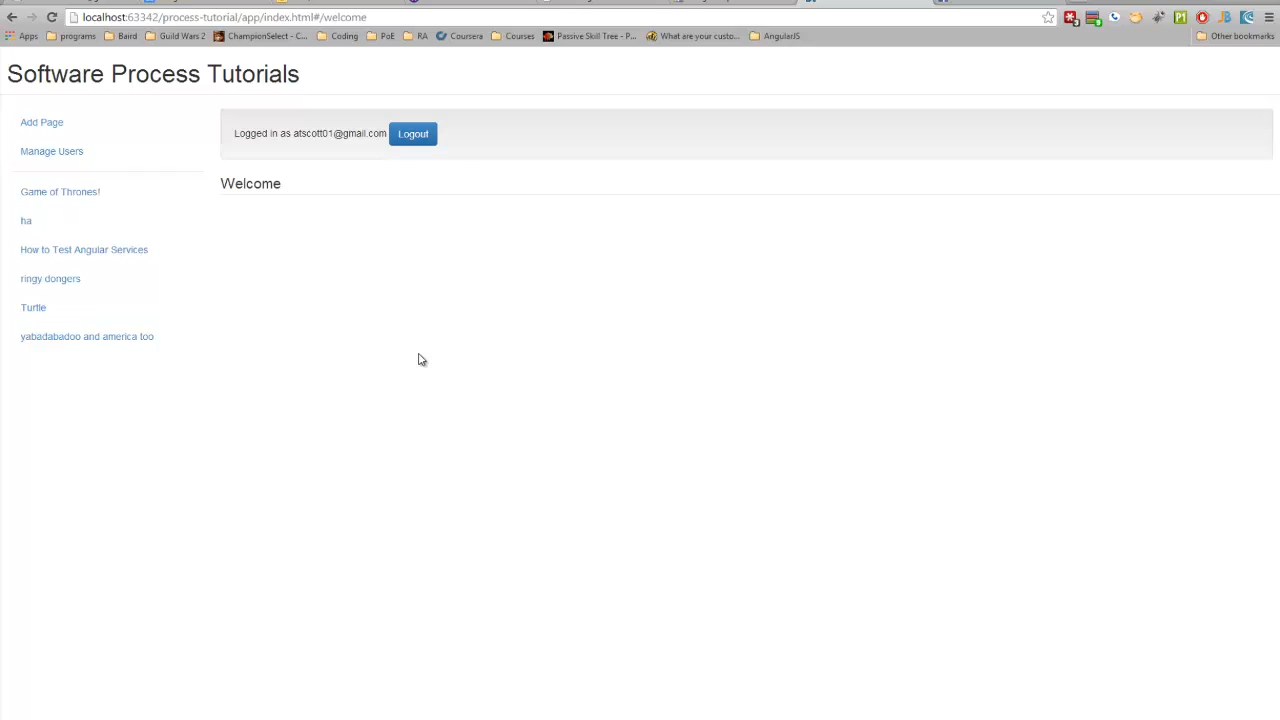 localhost:63342/process-tutorial/app/index.html#/welcome
Apps programs Baird Guild Wars 2 ChampionSelect - C... Coding PoE RA Coursera Courses Passive Skill Tree - P... What are your custo... AngularJS Other bookmarks
Software Process Tutorials
Add Page
Manage Users
Game of Thrones!
ha
How to Test Angular Services
ringy dongers
Turtle
yabadabadoo and america too
Logged in as atscott01@gmail.com Logout
Welcome